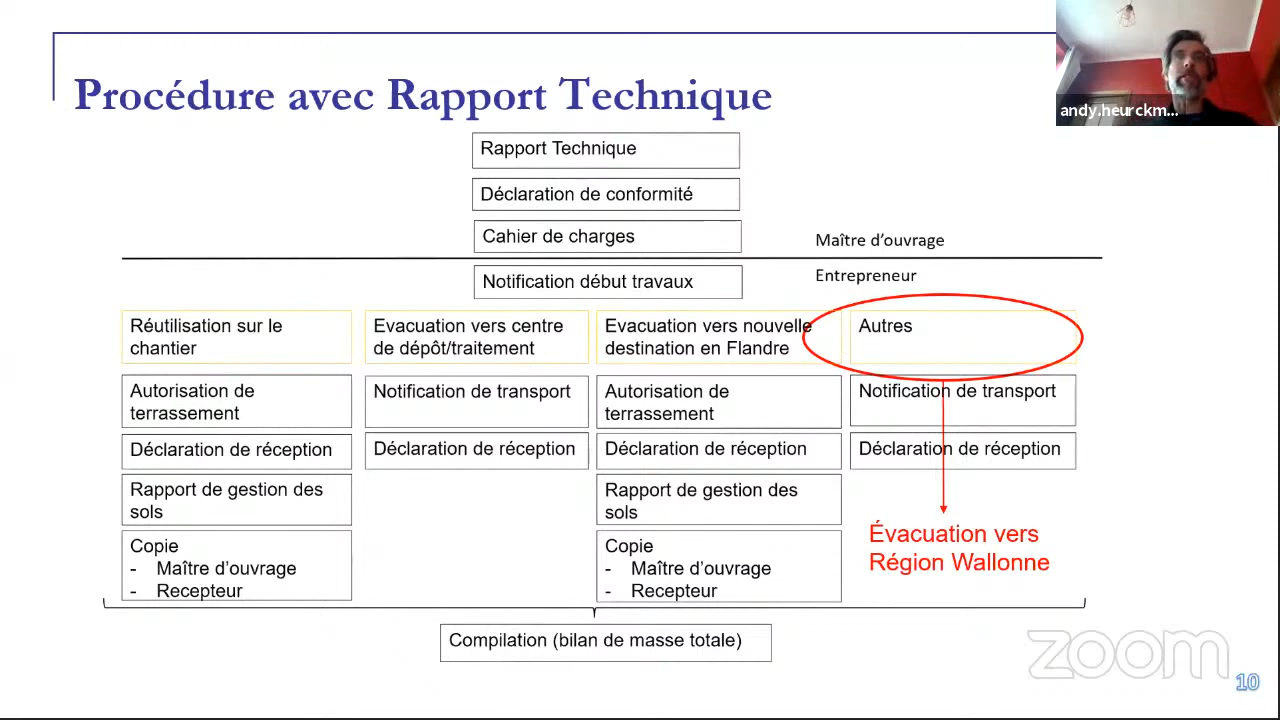 Procédure avec Rapport Technique
andy.heurckm...
Rapport Technique
Déclaration de conformité
Cahier de charges
Maître d'ouvrage
Entrepreneur
Notification début travaux
Réutilisation sur le
chantier
Evacuation vers centre
de dépôt/traitement
Evacuation vers nouvelle
destination en Flandre
Autres
Autorisation de
terrassement
Notification de transport
Autorisation de
terrassement
Notification de transport
Déclaration de réception
Déclaration de réception
Déclaration de réception
Déclaration de réception
Rapport de gestion des
sols
Rapport de gestion des
sols
Copie
- Maître d'ouvrage
- Recepteur
Copie
- Maître d'ouvrage
- Recepteur
Évacuation vers
Région Wallonne
Compilation (bilan de masse totale)
zoom
10